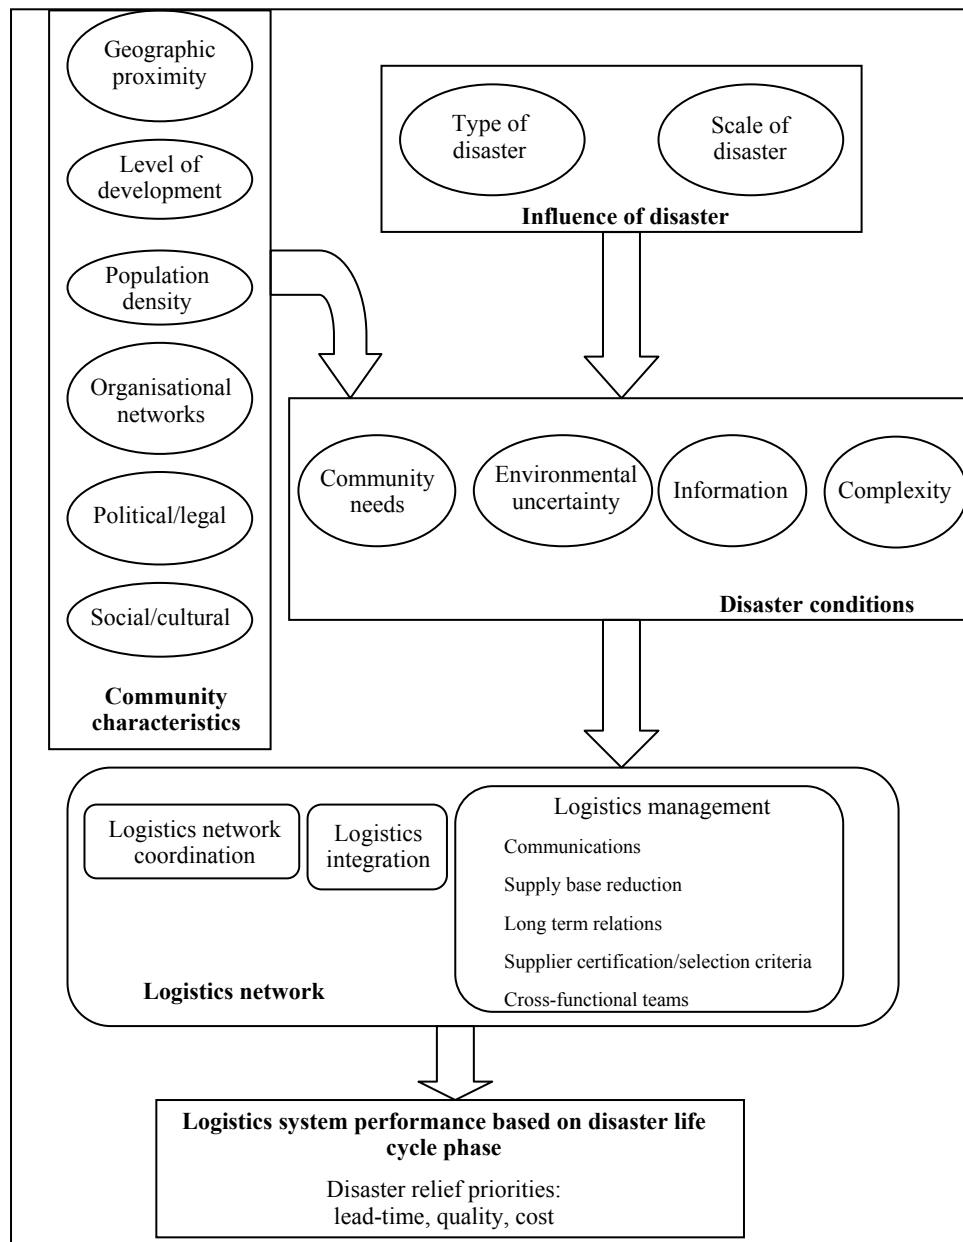 Geographic
proximity
Level of
development
Population
density
Organisational
networks
Political/legal
Social/cultural
Community
characteristics
Type of
disaster
Scale of
disaster
Influence of disaster
Community
needs
Environmental
uncertainty
Information
Complexity
Disaster conditions
Logistics network
coordination
Logistics
integration
Logistics management
Communications
Supply base reduction
Long term relations
Supplier certification/selection criteria
Cross-functional teams
Logistics network
Logistics system performance based on disaster life
cycle phase
Disaster relief priorities:
lead-time, quality, cost